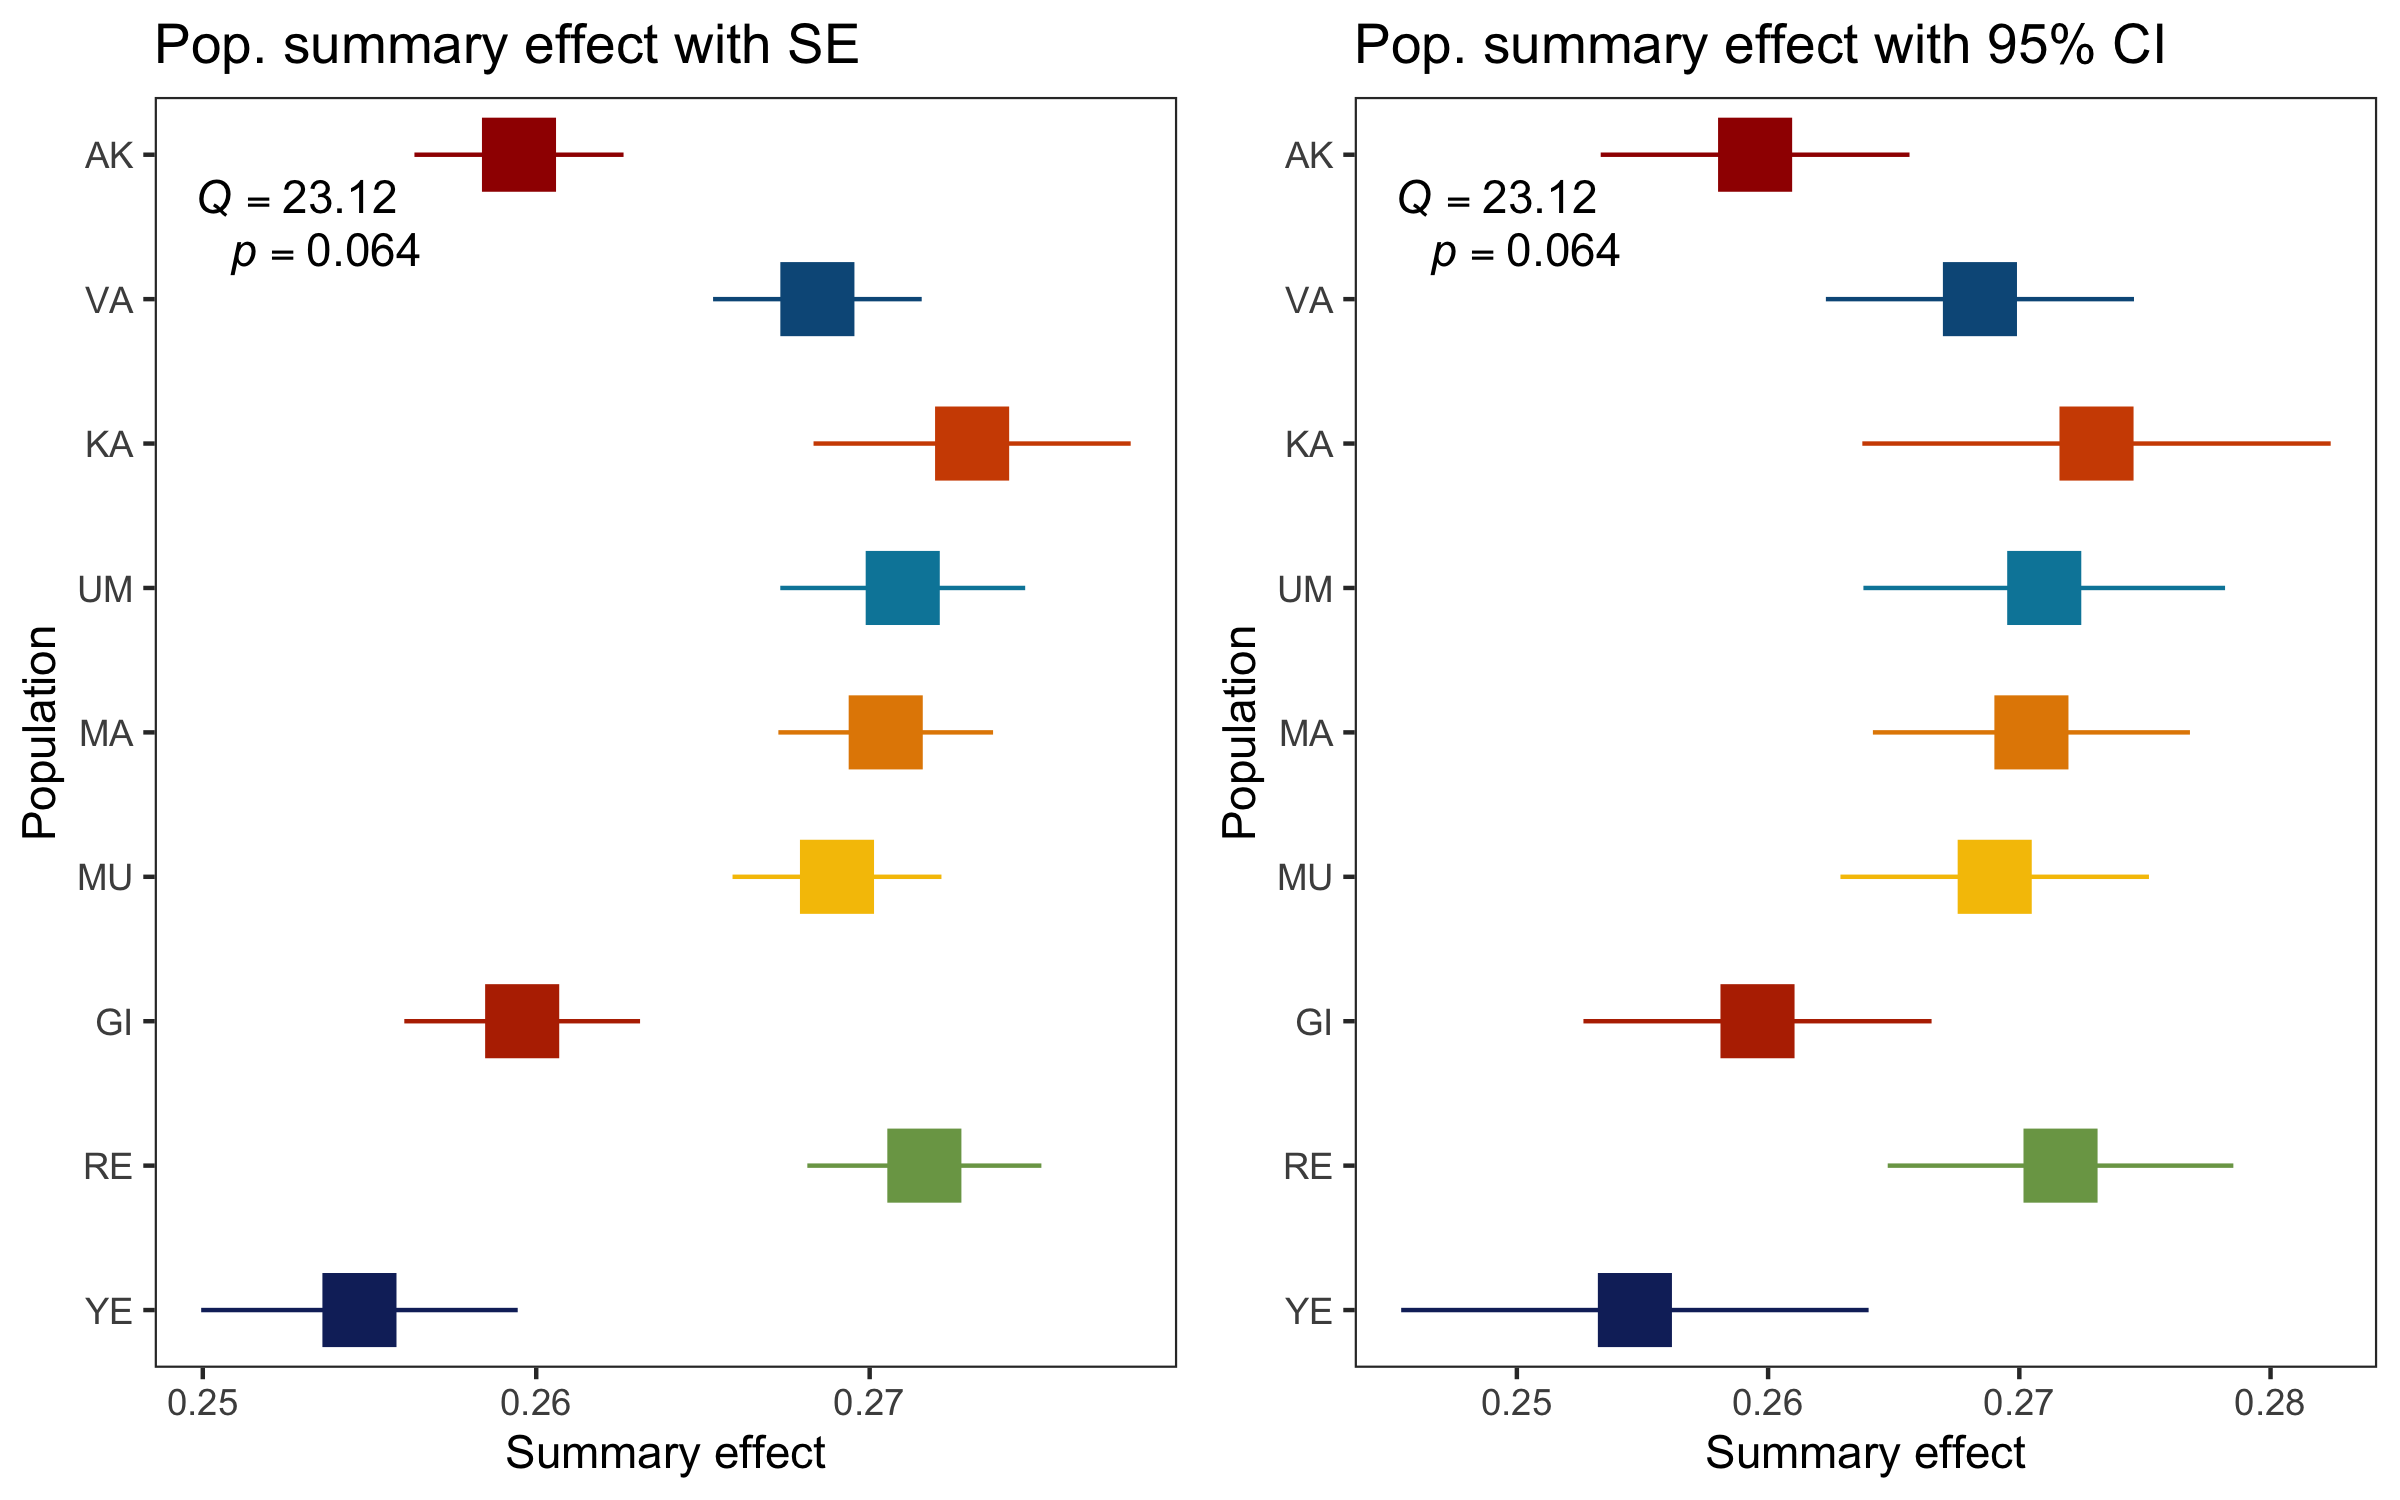 Pop. summary effect with SE
AK
Q = 23.12
p = 0.064
VA
KA
UM
MA
MU
GI
RE
YE
Population
0.25 0.26 0.27
Summary effect
Pop. summary effect with 95% CI
AK
Q = 23.12
p = 0.064
VA
KA
UM
MA
MU
GI
RE
YE
Population
0.25 0.26 0.27 0.28
Summary effect